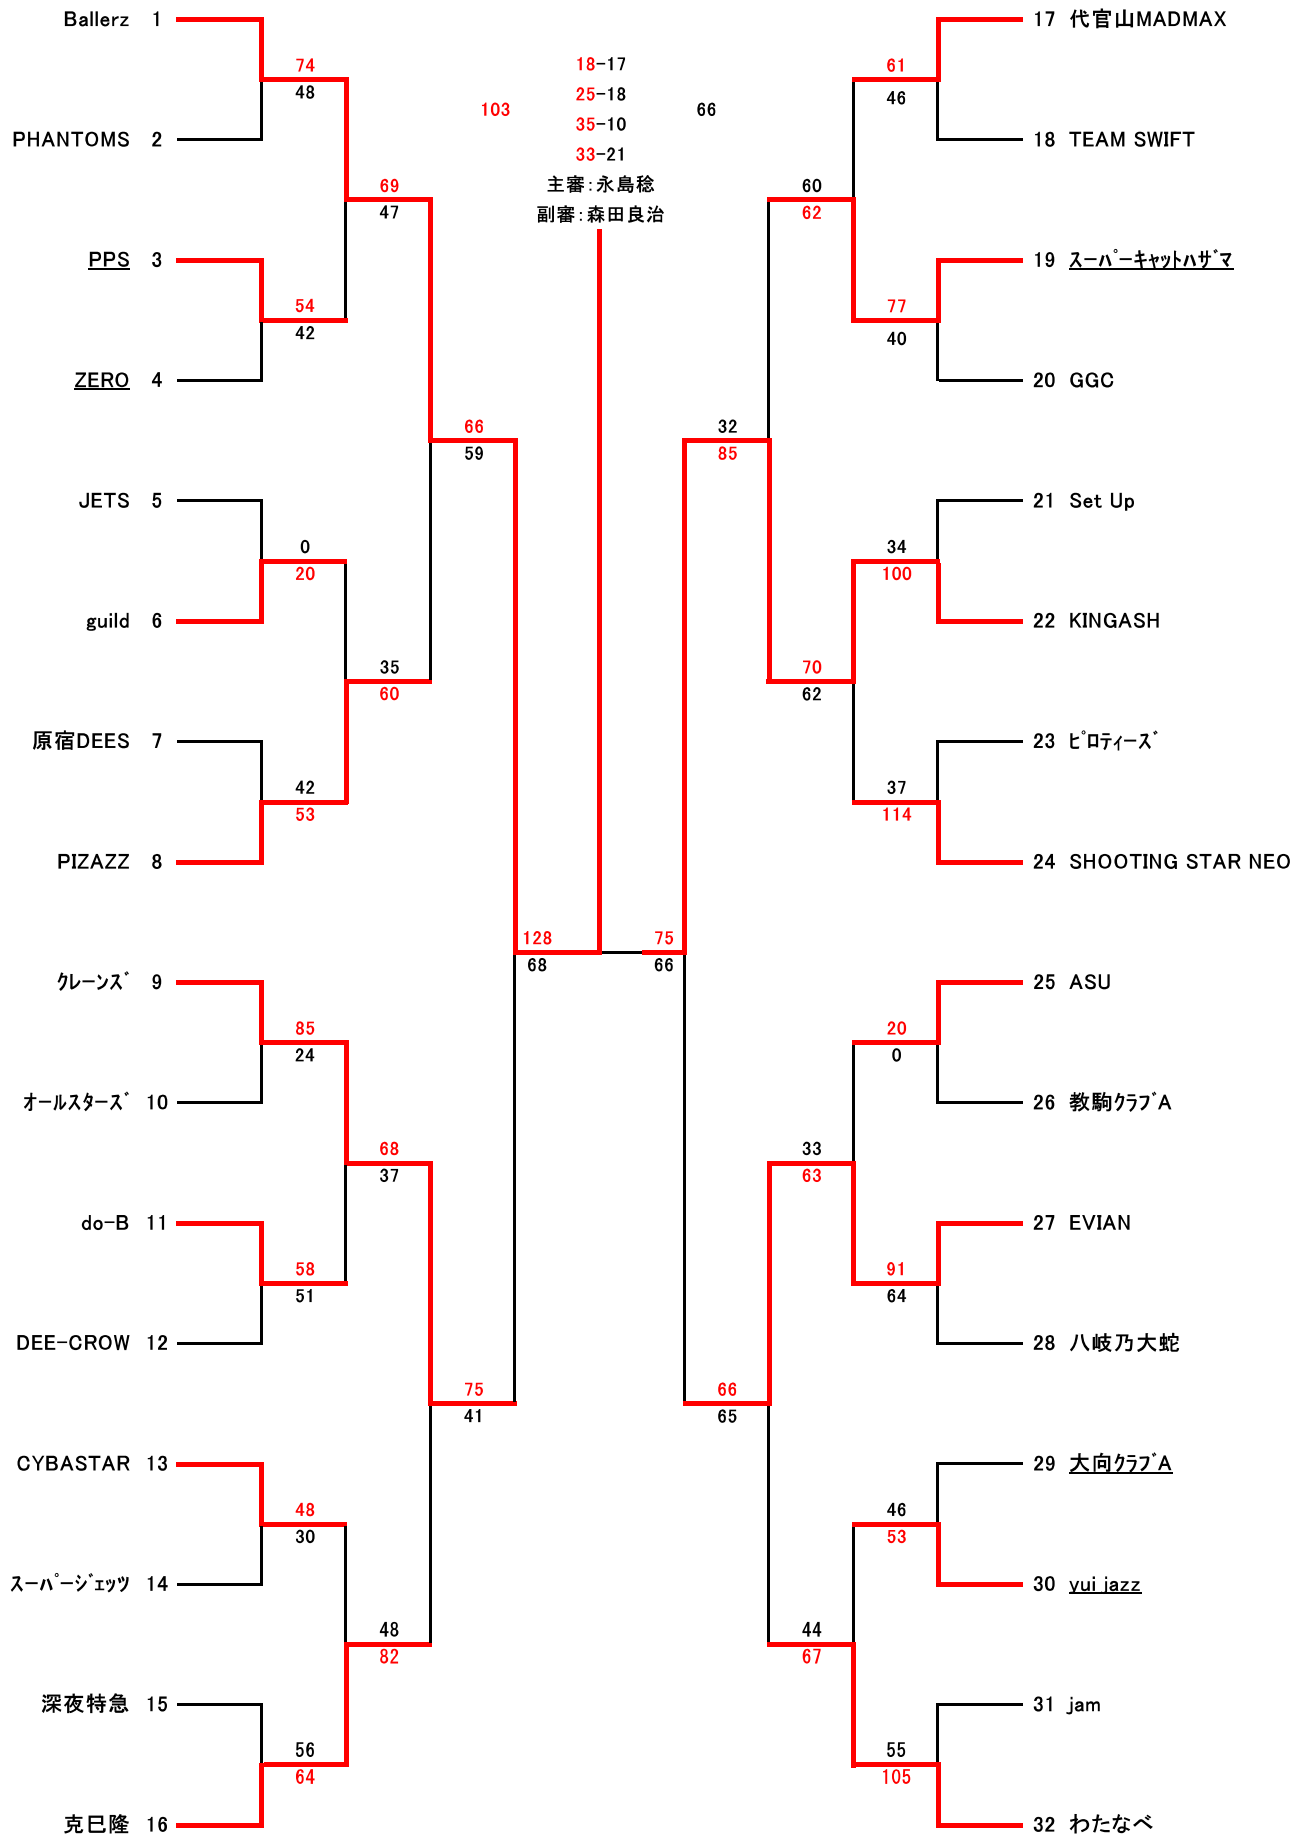 Ballerz 1
74
48
PHANTOMS 2
69
47
PPS 3
54
42
ZERO 4
66
59
JETS 5
0
20
guild 6
35
60
原宿DEES 7
42
53
PIZAZZ 8
128
68
クレーンズ 9
85
24
オールスターズ 10
68
37
do-B 11
58
51
DEE-CROW 12
75
41
CYBASTAR 13
48
30
スーパージェッツ 14
48
82
深夜特急 15
56
64
克巳隆 16
18-17
25-18
103 66
35-10
33-21
主審:永島稔
副審:森田良治
17 代官山MADMAX
61
46
18 TEAM SWIFT
60
62
19 スーパーキャットハザマ
77
40
20 GGC
32
85
21 Set Up
34
100
22 KINGASH
70
62
23 ピロティーズ
37
114
24 SHOOTING STAR NEO
75
66
25 ASU
20
0
26 教駒クラブA
33
63
27 EVIAN
91
64
28 八岐乃大蛇
66
65
29 大向クラブA
46
53
30 yui jazz
44
67
31 jam
55
105
32 わたなべ